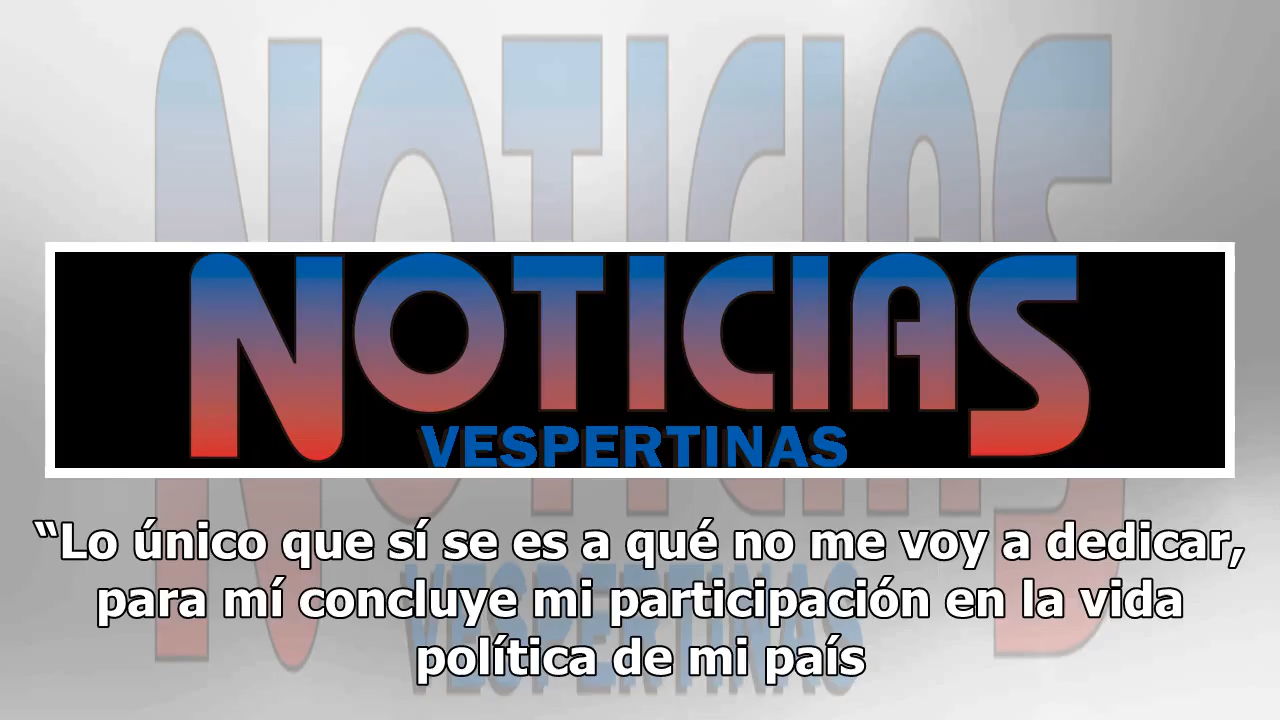 NOTICIAS
VESPERTINAS
“Lo único que sí se es a qué no me voy a dedicar,
para mí concluye mi participación en la vida
política de mi país